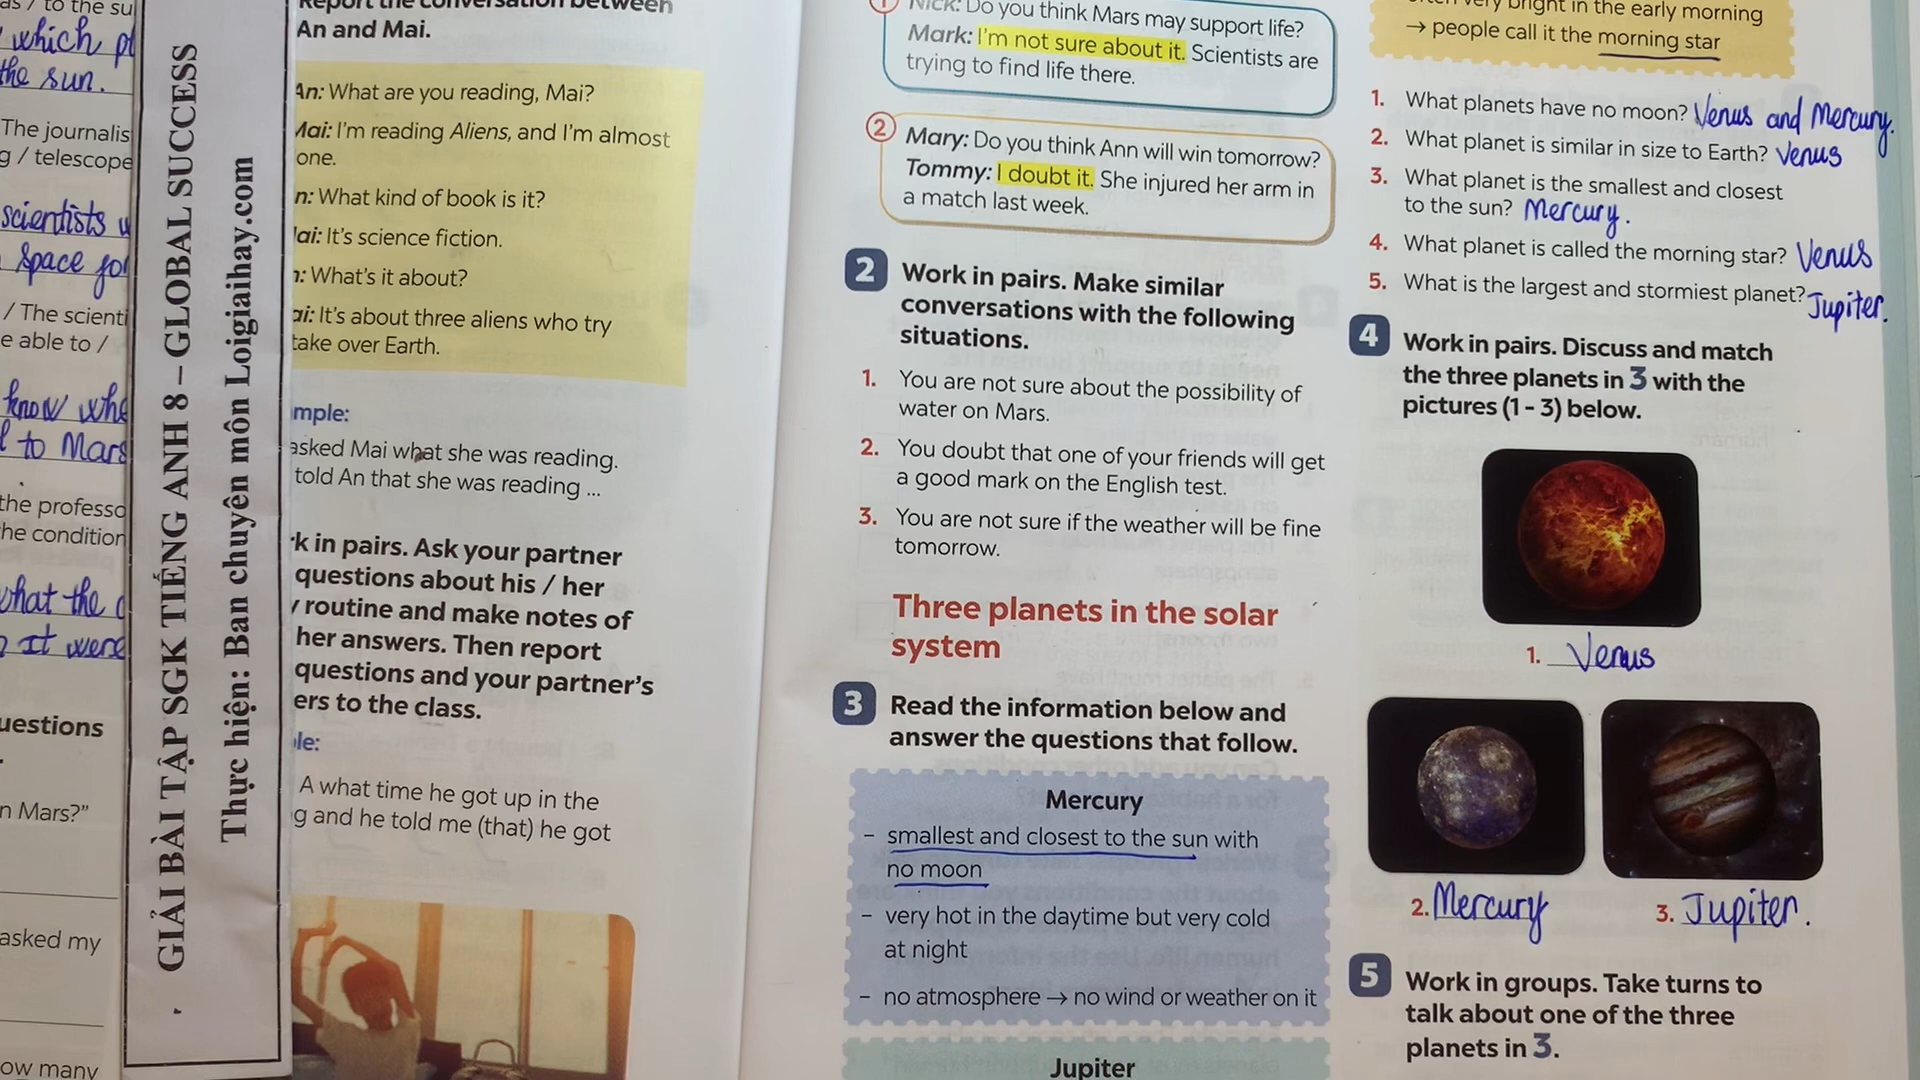 as / to the su
which pl
the sun.
The journalis
g / telescope
scientists w
space for
/ The scienti
e able to /
know whe
to Mars
the professo
he condition
what the c
It were
uestions
n Mars?"
asked my
ow many
GIẢI BÀI TẬP SGK TIẾNG ANH 8 – GLOBAL SUCCESS
Thực hiện: Ban chuyên môn Loigiaihay.com
Report the conversation between
An and Mai.
An: What are you reading, Mai?
Mai: I'm reading Aliens, and I'm almost
one.
n: What kind of book is it?
ai: It's science fiction.
n: What's it about?
ai: It's about three aliens who try
take over Earth.
mple:
asked Mai what she was reading.
told An that she was reading ...
rk in pairs. Ask your partner
questions about his / her
y routine and make notes of
her answers. Then report
questions and your partner's
ers to the class.
le:
A what time he got up in the
g and he told me (that) he got
1 Nick: Do you think Mars may support life?
Mark: I'm not sure about it. Scientists are
trying to find life there.
2 Mary: Do you think Ann will win tomorrow?
Tommy: I doubt it. She injured her arm in
a match last week.
2 Work in pairs. Make similar
conversations with the following
situations.
1. You are not sure about the possibility of
water on Mars.
2. You doubt that one of your friends will get
a good mark on the English test.
3. You are not sure if the weather will be fine
tomorrow.
Three planets in the solar
system
3 Read the information below and
answer the questions that follow.
Mercury
– smallest and closest to the sun with
no moon
– very hot in the daytime but very cold
at night
– no atmosphere → no wind or weather on it
Jupiter
often very bright in the early morning
→ people call it the morning star
1. What planets have no moon? Venus and Mercury.
2. What planet is similar in size to Earth? Venus
3. What planet is the smallest and closest
to the sun? Mercury.
4. What planet is called the morning star? Venus
5. What is the largest and stormiest planet? Jupiter.
4 Work in pairs. Discuss and match
the three planets in 3 with the
pictures (1 - 3) below.
1. Venus
2. Mercury
3. Jupiter.
5 Work in groups. Take turns to
talk about one of the three
planets in 3.